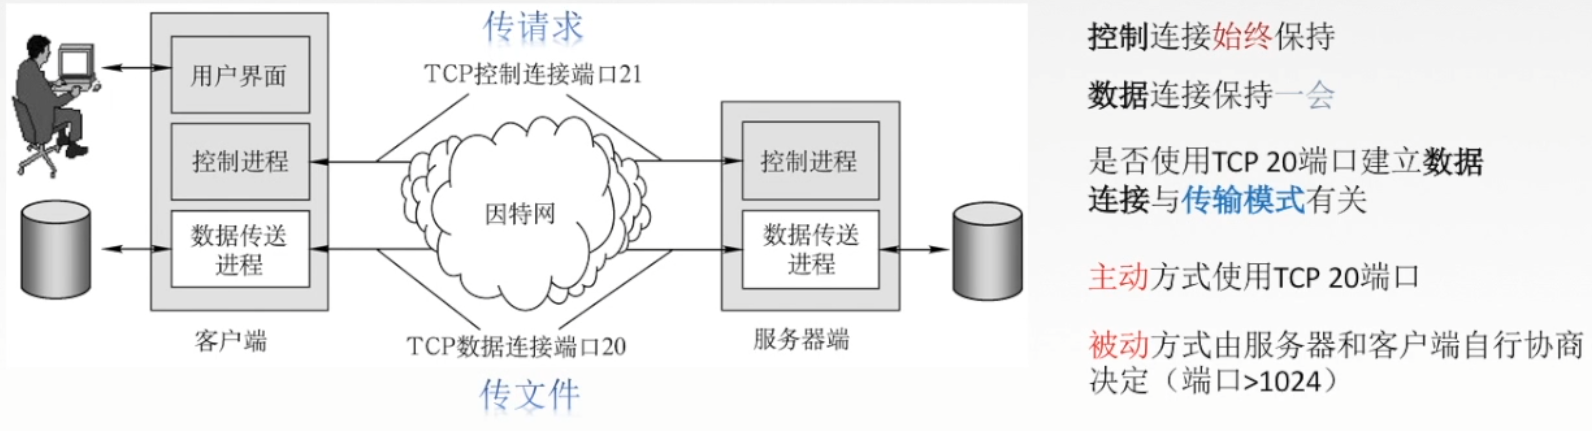 传请求
TCP控制连接端口21
用户界面
控制进程
数据传送
进程
因特网
控制进程
数据传送
进程
客户端
TCP数据连接端口20
服务器端
传文件
控制连接始终保持
数据连接保持一会
是否使用TCP 20端口建立数据
连接与传输模式有关
主动方式使用TCP 20端口
被动方式由服务器和客户端自行协商
决定（端口>1024）